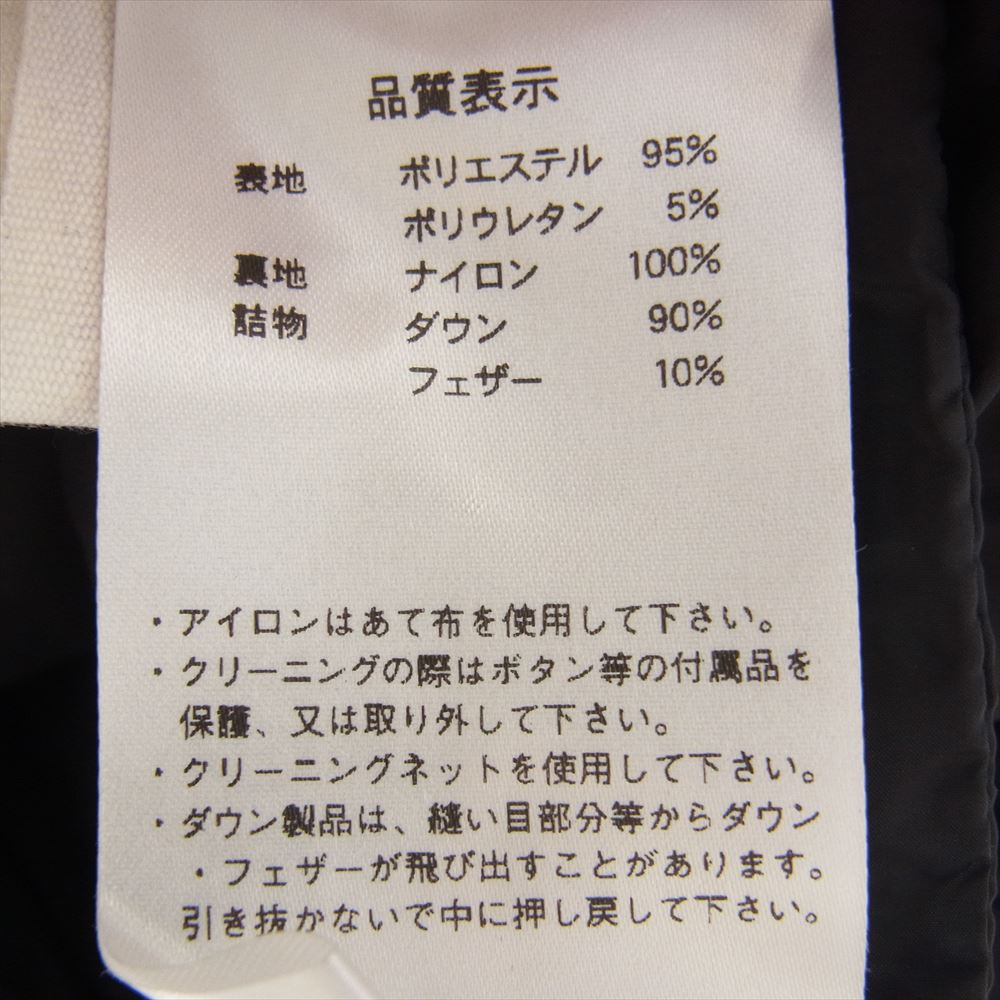 品質表示
表地 ポリエステル 95%
ポリウレタン 5%
裏地 ナイロン 100%
詰物 ダウン 90%
フェザー 10%
・アイロンはあて布を使用して下さい。
・クリーニングの際はボタン等の付属品を
保護、又は取り外して下さい。
・クリーニングネットを使用して下さい。
・ダウン製品は、縫い目部分等からダウン
・フェザーが飛び出すことがあります。
引き抜かないで中に押し戻して下さい。